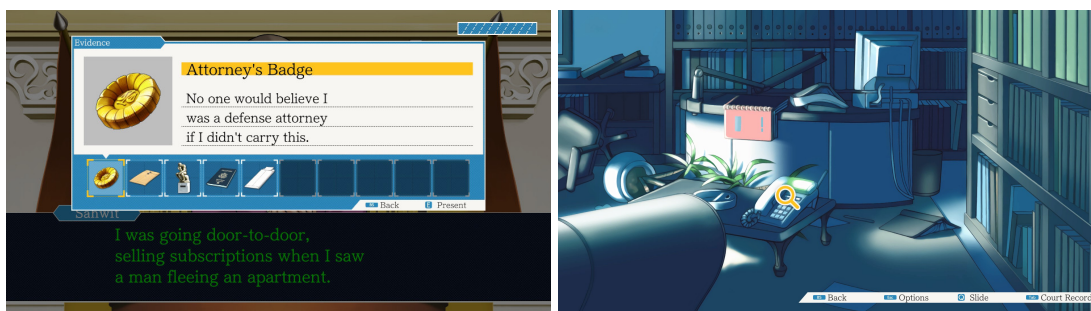 Evidence
Attorney's Badge
No one would believe I
was a defense attorney
if I didn't carry this.
Back
Present
Sahwit
I was going door-to-door,
selling subscriptions when I saw
a man fleeing an apartment.
Back
Options
Slide
Court Record